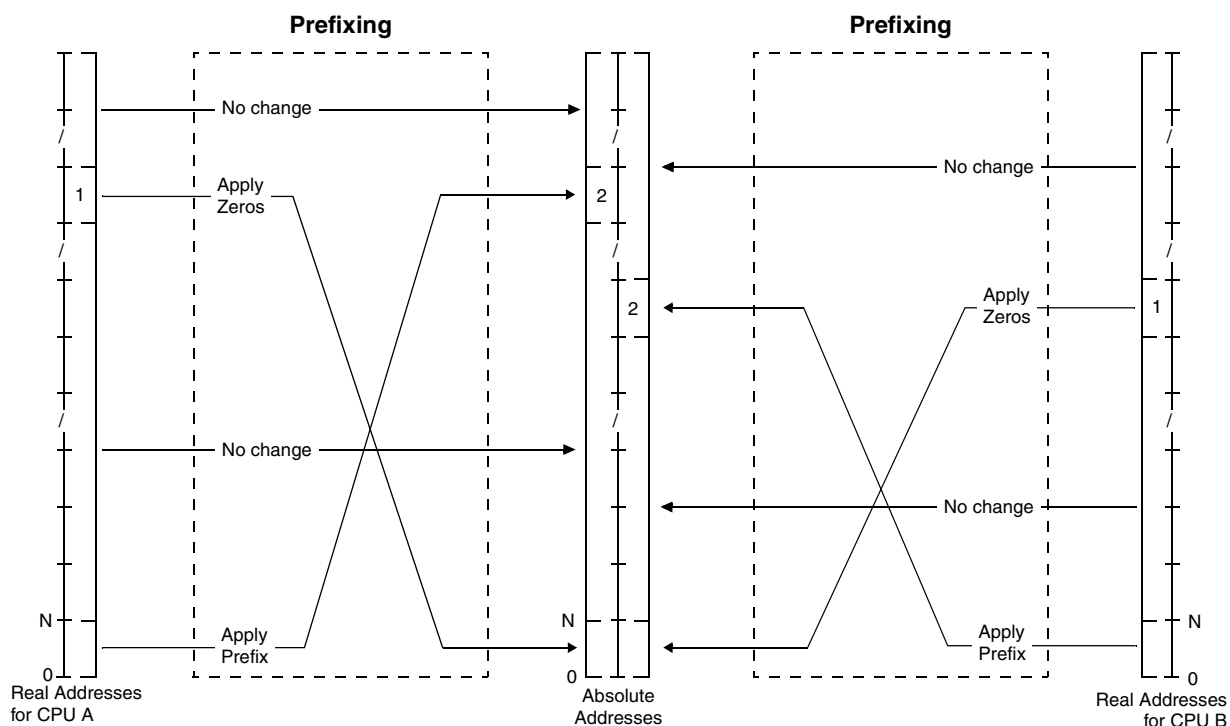 Prefixing
Prefixing
No change
No change
1
Apply
Zeros
2
2
Apply
Zeros
1
No change
No change
N
Apply
Prefix
N
Apply
Prefix
N
0
0
0
Real Addresses
for CPU A
Absolute
Addresses
Real Addresses
for CPU B